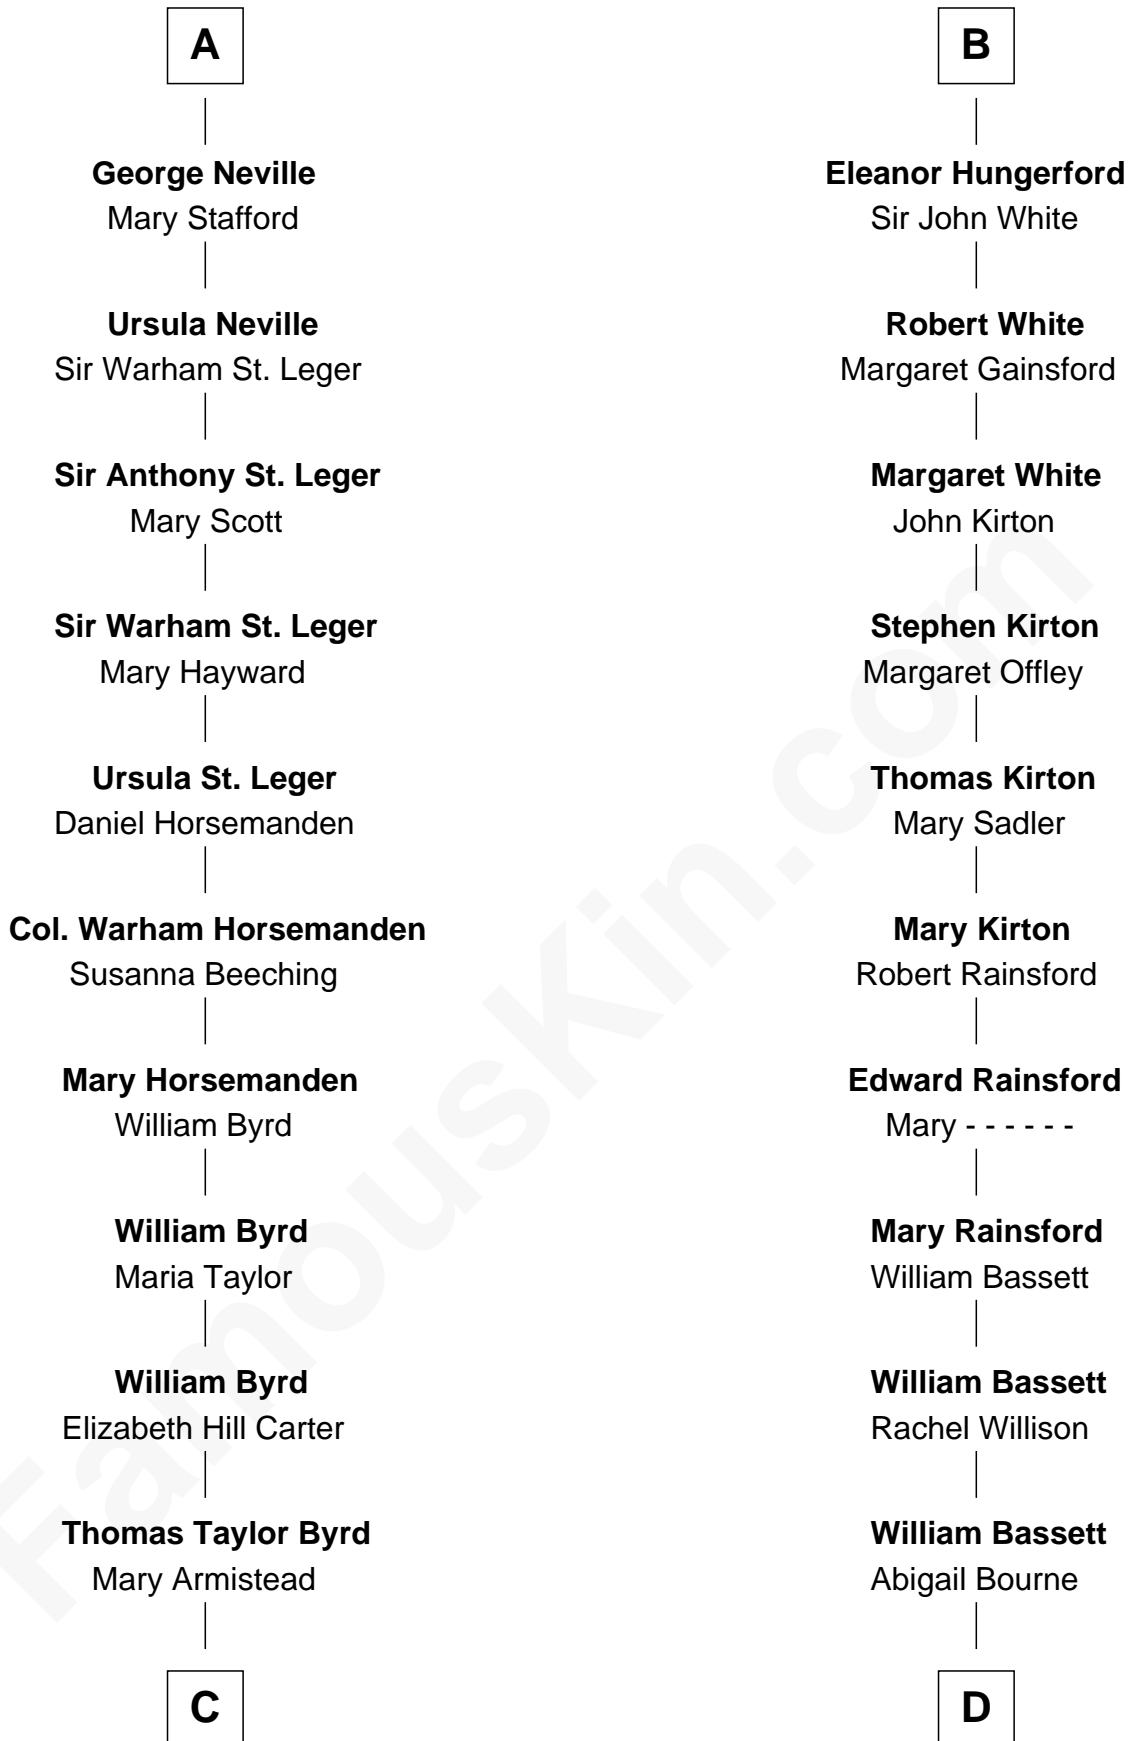 A
George Neville
Mary Stafford
Ursula Neville
Sir Warham St. Leger
Sir Anthony St. Leger
Mary Scott
Sir Warham St. Leger
Mary Hayward
Ursula St. Leger
Daniel Horsemanden
Col. Warham Horsemanden
Susanna Beeching
Mary Horsemanden
William Byrd
William Byrd
Maria Taylor
William Byrd
Elizabeth Hill Carter
Thomas Taylor Byrd
Mary Armistead
C
B
Eleanor Hungerford
Sir John White
Robert White
Margaret Gainsford
Margaret White
John Kirton
Stephen Kirton
Margaret Offley
Thomas Kirton
Mary Sadler
Mary Kirton
Robert Rainsford
Edward Rainsford
Mary - - - - - -
Mary Rainsford
William Bassett
William Bassett
Rachel Willison
William Bassett
Abigail Bourne
D
FamousKin.com